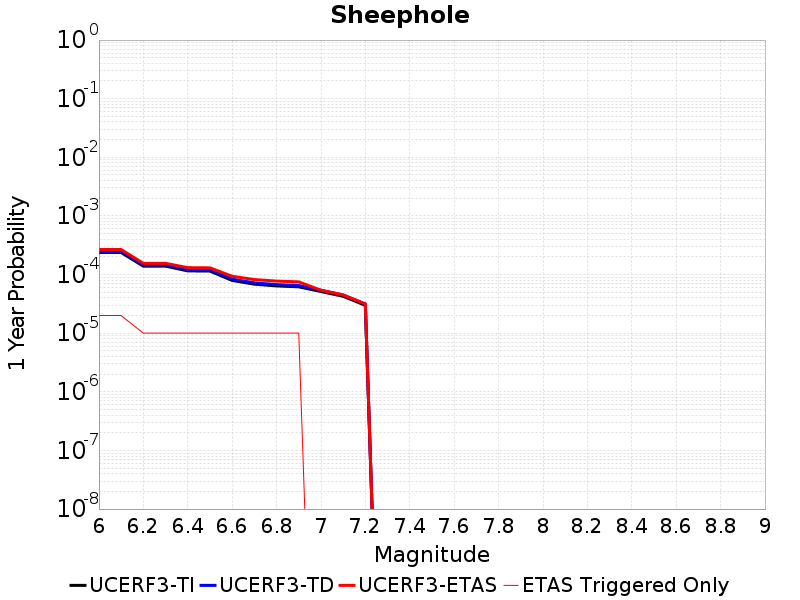 Sheephole
1 Year Probability
10^0
10^-1
10^-2
10^-3
10^-4
10^-5
10^-6
10^-7
10^-8
6 6.2 6.4 6.6 6.8 7 7.2 7.4 7.6 7.8 8 8.2 8.4 8.6 8.8 9
Magnitude
UCERF3-TI UCERF3-TD UCERF3-ETAS ETAS Triggered Only